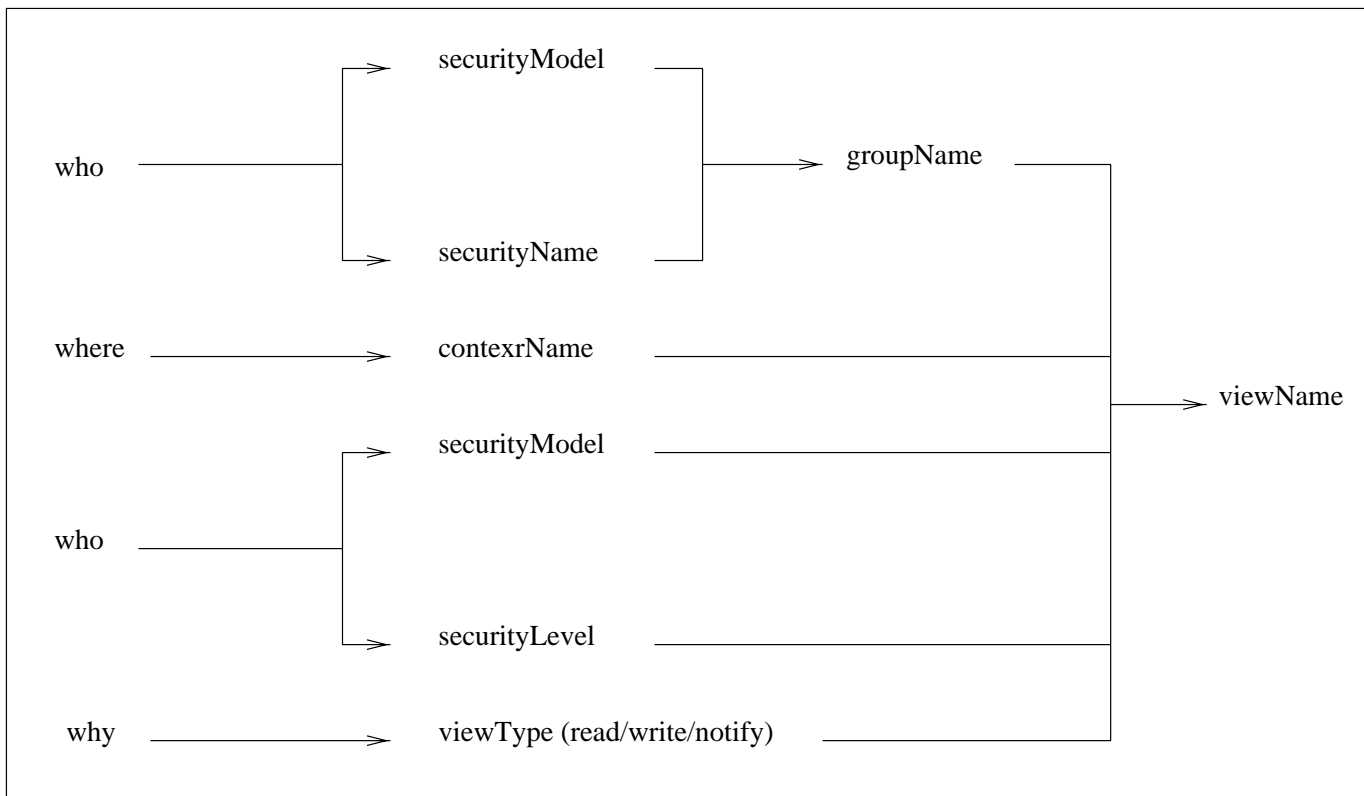 securityModel
who
groupName
securityName
where
contexrName
viewName
securityModel
who
securityLevel
why
viewType (read/write/notify)